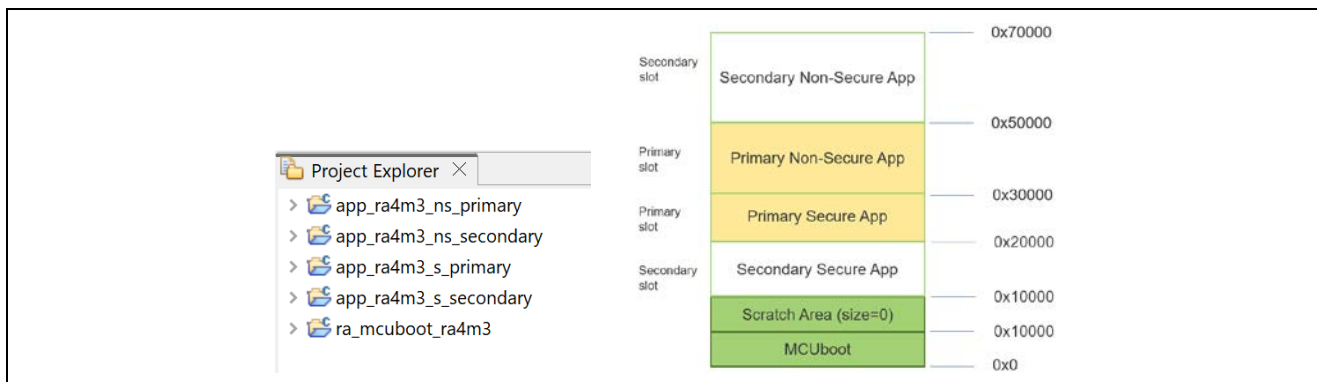 Project Explorer
app_ra4m3_ns_primary
app_ra4m3_ns_secondary
app_ra4m3_s_primary
app_ra4m3_s_secondary
ra_mcuboot_ra4m3
0x70000
Secondary
slot
Secondary Non-Secure App
0x50000
Primary
slot
Primary Non-Secure App
0x30000
Primary
slot
Primary Secure App
0x20000
Secondary
slot
Secondary Secure App
0x10000
Scratch Area (size=0)
0x10000
MCUboot
0x0